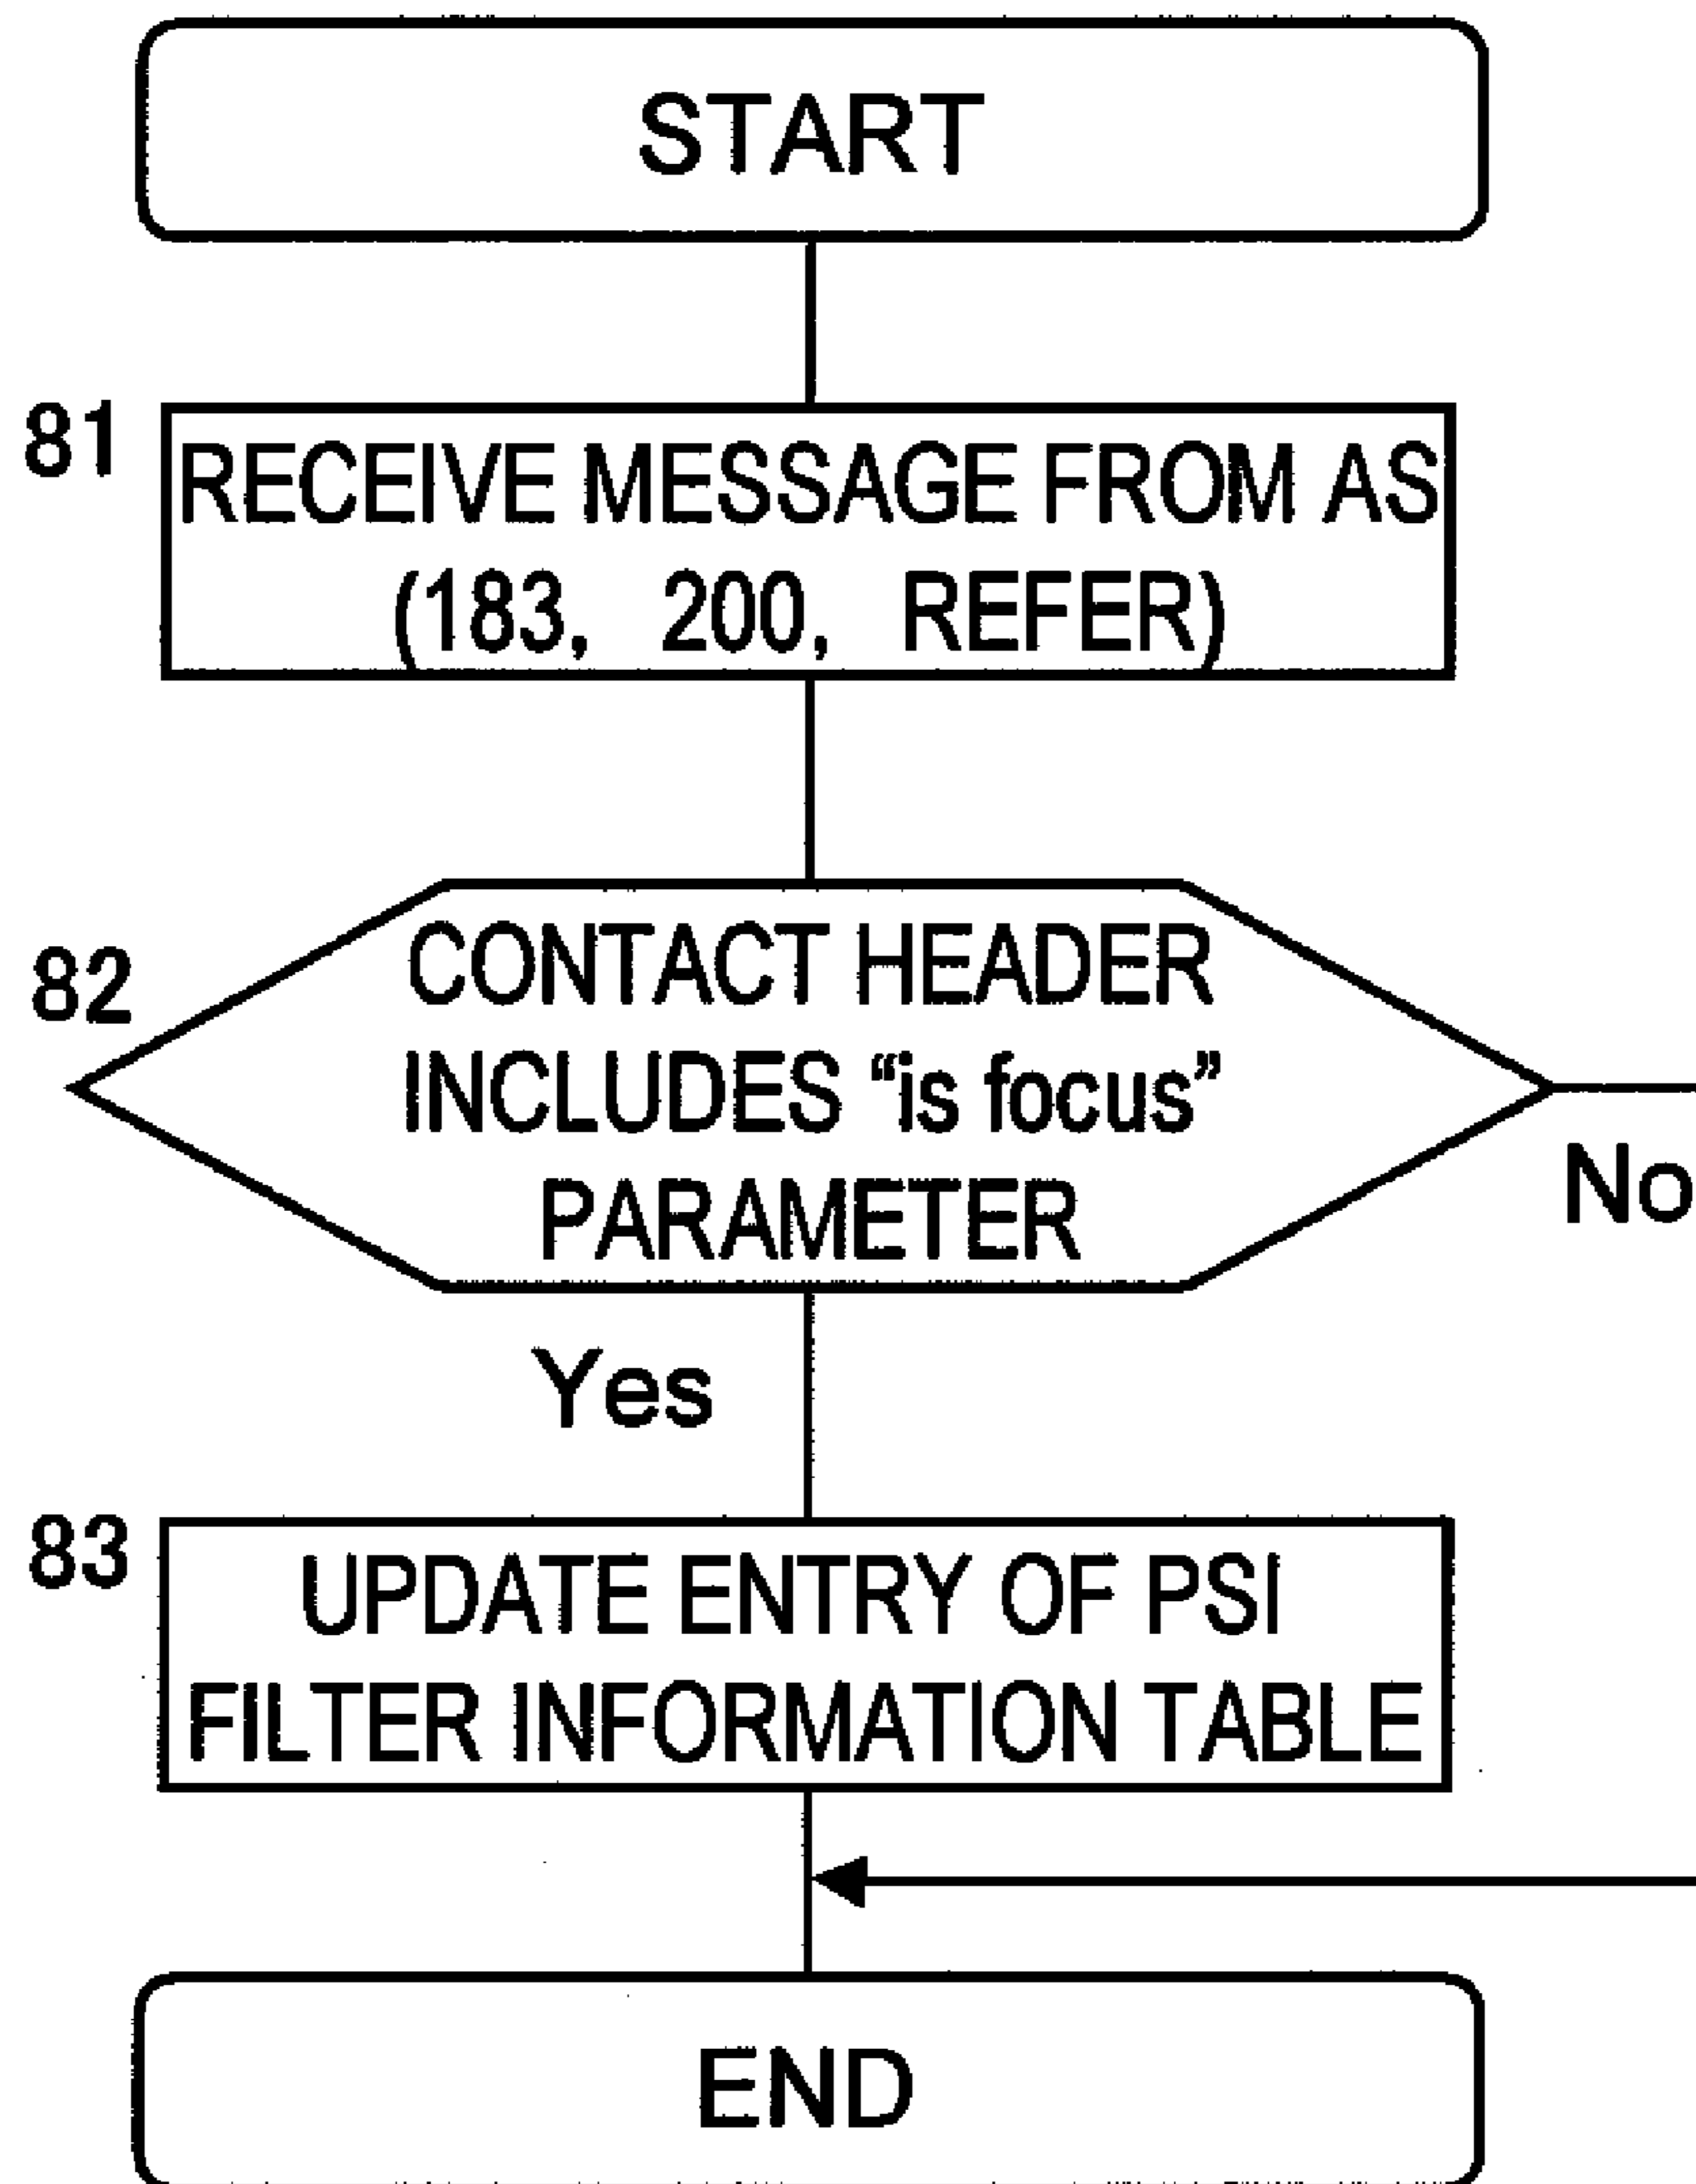 START
81
RECEIVE MESSAGE FROM AS
(183, 200, REFER)
82
CONTACT HEADER
INCLUDES “is focus”
PARAMETER
No
Yes
83
UPDATE ENTRY OF PSI
FILTER INFORMATION TABLE
END